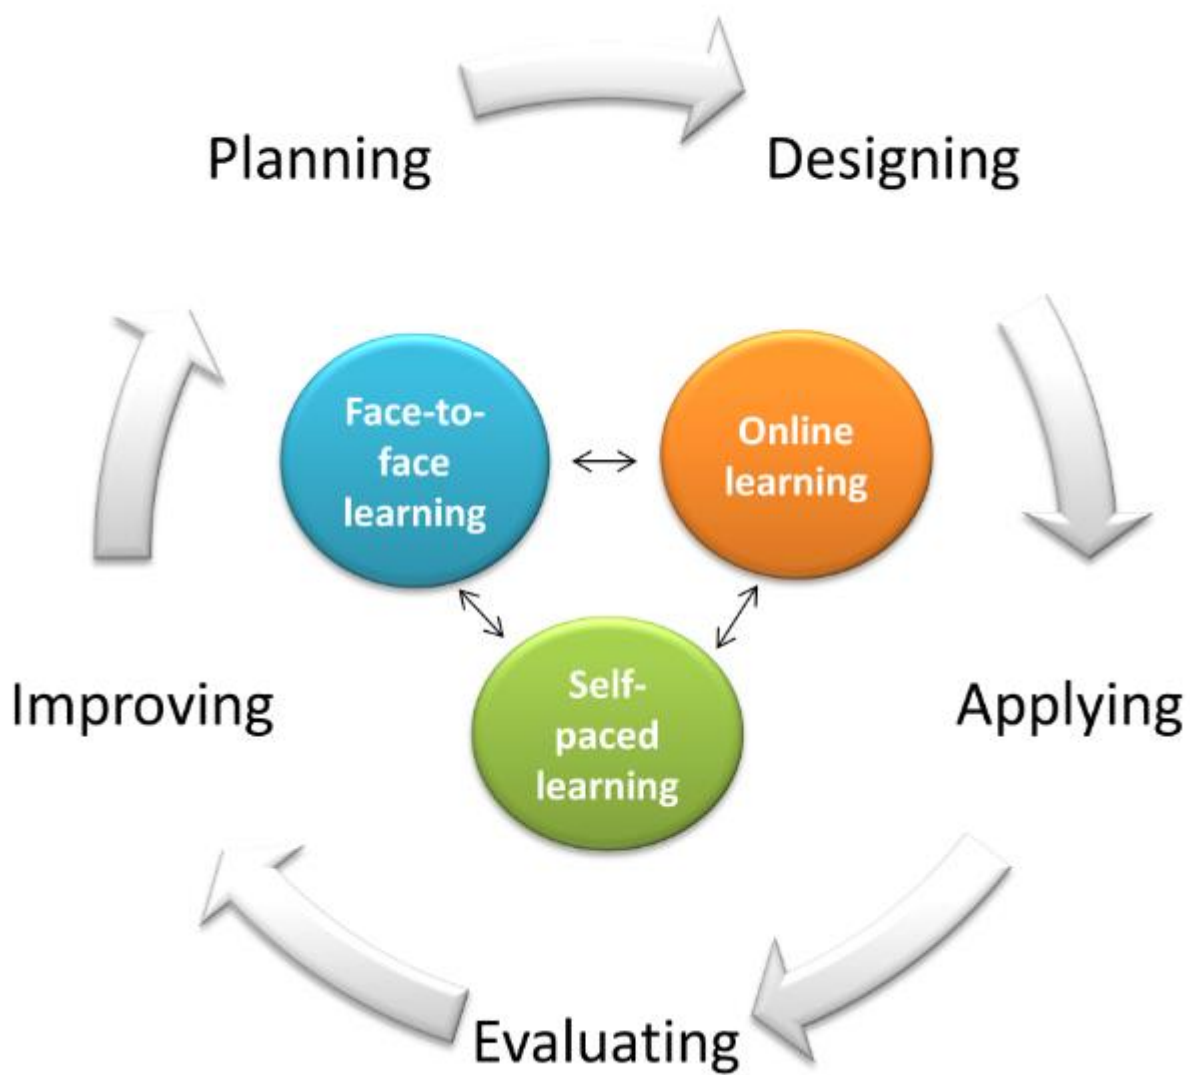 Planning
Designing
Face-to-
face
learning
Online
learning
Self-
paced
learning
Improving
Applying
Evaluating